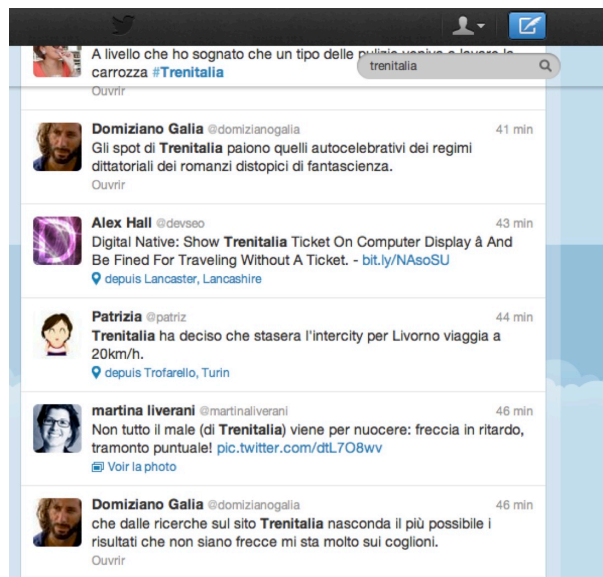 trenitalia
A livello che ho sognato che un tipo delle pulizie veniva a lavare la
carrozza #Trenitalia
Ouvrir
Domiziano Galia @domizianogalia 41 min
Gli spot di Trenitalia paiono quelli autocelebrativi dei regimi
dittatoriali dei romanzi distopici di fantascienza.
Ouvrir
Alex Hall @devseo 43 min
Digital Native: Show Trenitalia Ticket On Computer Display â And
Be Fined For Traveling Without A Ticket. - bit.ly/NAsoSU
depuis Lancaster, Lancashire
Patrizia @patriz 44 min
Trenitalia ha deciso che stasera l'intercity per Livorno viaggia a
20km/h.
depuis Trofarello, Turin
martina liverani @martinaliverani 46 min
Non tutto il male (di Trenitalia) viene per nuocere: freccia in ritardo,
tramonto puntuale! pic.twitter.com/dtL7O8wv
Voir la photo
Domiziano Galia @domizianogalia 46 min
che dalle ricerche sul sito Trenitalia nasconda il più possibile i
risultati che non siano frecce mi sta molto sui coglioni.
Ouvrir